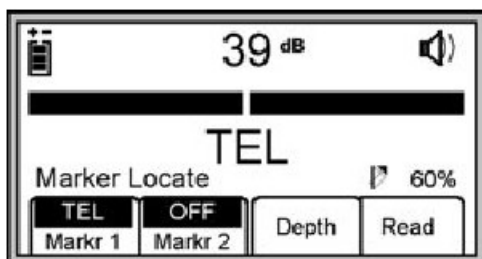 39 dB
TEL
Marker Locate 60%
TEL OFF Depth Read
Markr 1 Markr 2